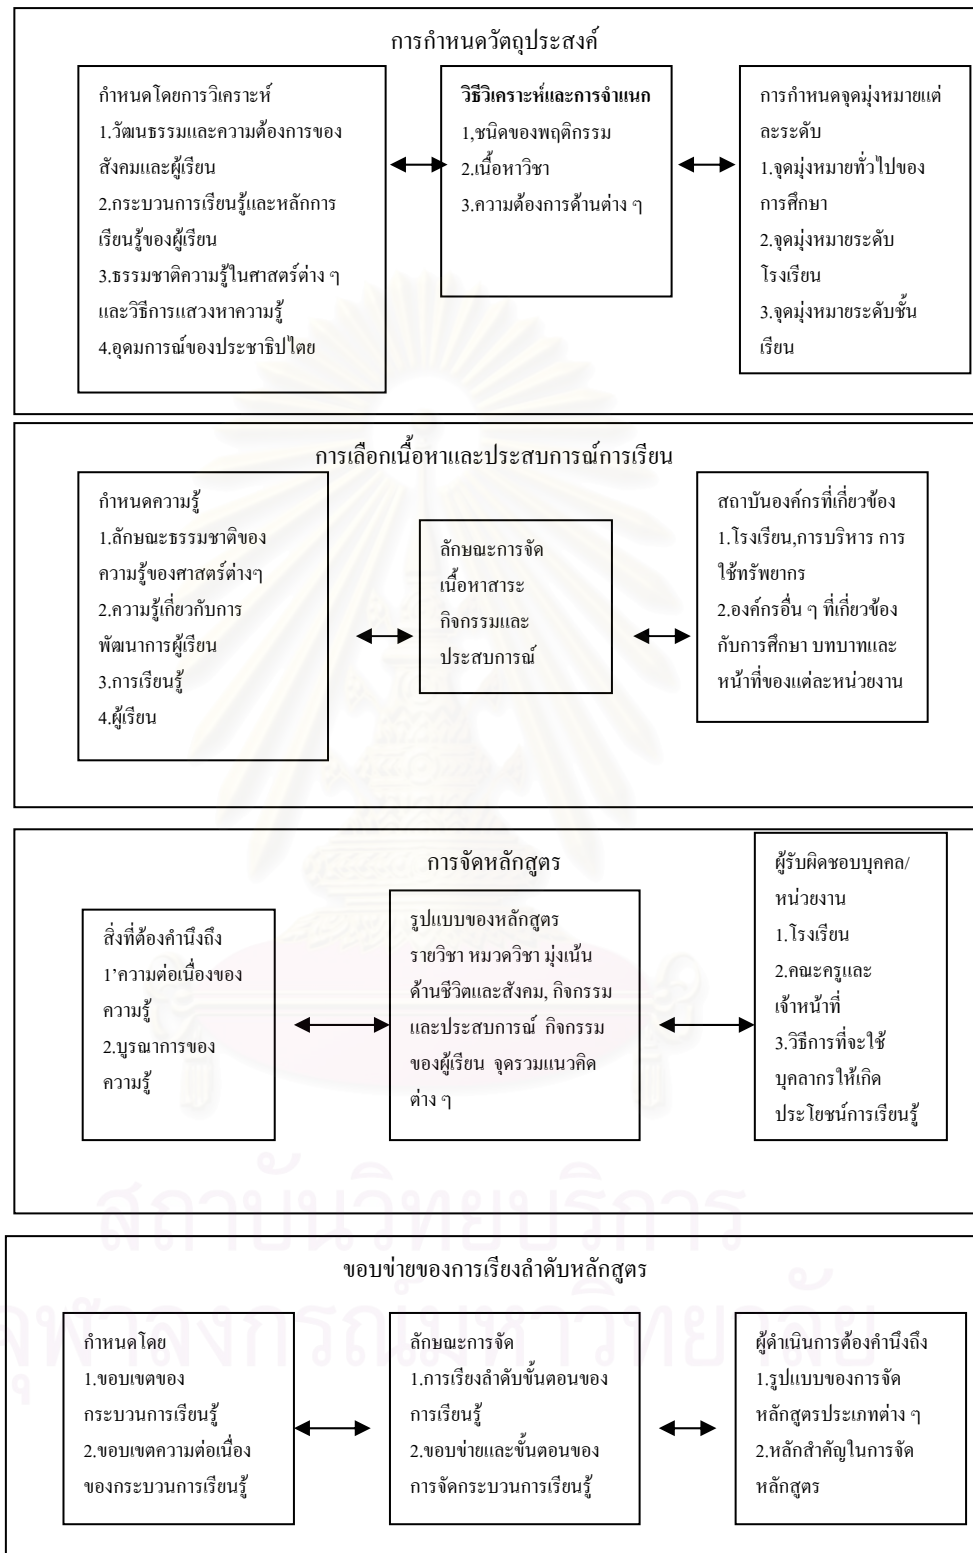 การกำหนดวัตถุประสงค์
กำหนดโดยการวิเคราะห์
1.วัฒนธรรมและความต้องการของ
สังคมและผู้เรียน
2.กระบวนการเรียนรู้และหลักการ
เรียนรู้ของผู้เรียน
3.ธรรมชาติความรู้ในศาสตร์ต่าง ๆ
และวิธีการแสวงหาความรู้
4.อุดมการณ์ของประชาธิปไตย
วิธีวิเคราะห์และการจำแนก
1,ชนิดของพฤติกรรม
2.เนื้อหาวิชา
3.ความต้องการด้านต่าง ๆ
การกำหนดจุดมุ่งหมายแต่
ละระดับ
1.จุดมุ่งหมายทั่วไปของ
การศึกษา
2.จุดมุ่งหมายระดับ
โรงเรียน
3.จุดมุ่งหมายระดับชั้น
เรียน
การเลือกเนื้อหาและประสบการณ์การเรียน
กำหนดความรู้
1.ลักษณะธรรมชาติของ
ความรู้ของศาสตร์ต่างๆ
2.ความรู้เกี่ยวกับการ
พัฒนาการผู้เรียน
3.การเรียนรู้
4.ผู้เรียน
ลักษณะการจัด
เนื้อหาสาระ
กิจกรรมและ
ประสบการณ์
สถาบันองค์กรที่เกี่ยวข้อง
1.โรงเรียน,การบริหาร การ
ใช้ทรัพยากร
2.องค์กรอื่น ๆ ที่เกี่ยวข้อง
กับการศึกษา บทบาทและ
หน้าที่ของแต่ละหน่วยงาน
การจัดหลักสูตร
สิ่งที่ต้องคำนึงถึง
1'ความต่อเนื่องของ
ความรู้
2.บูรณาการของ
ความรู้
รูปแบบของหลักสูตร
รายวิชา หมวดวิชา มุ่งเน้น
ด้านชีวิตและสังคม, กิจกรรม
และประสบการณ์ กิจกรรม
ของผู้เรียน จุดรวมแนวคิด
ต่าง ๆ
ผู้รับผิดชอบบุคคล/
หน่วยงาน
1.โรงเรียน
2.คณะครูและ
เจ้าหน้าที่
3.วิธีการที่จะใช้
บุคลากรให้เกิด
ประโยชน์การเรียนรู้
สถาบันวิทยบริการ
จุฬาลงกรณ์มหาวิทยาลัย
ขอบข่ายของการเรียงลำดับหลักสูตร
กำหนดโดย
1.ขอบเขตของ
กระบวนการเรียนรู้
2.ขอบเขตความต่อเนื่อง
ของกระบวนการเรียนรู้
ลักษณะการจัด
1.การเรียงลำดับขั้นตอนของ
การเรียนรู้
2.ขอบข่ายและขั้นตอนของ
การจัดกระบวนการเรียนรู้
ผู้ดำเนินการต้องคำนึงถึง
1.รูปแบบของการจัด
หลักสูตรประเภทต่าง ๆ
2.หลักสำคัญในการจัด
หลักสูตร